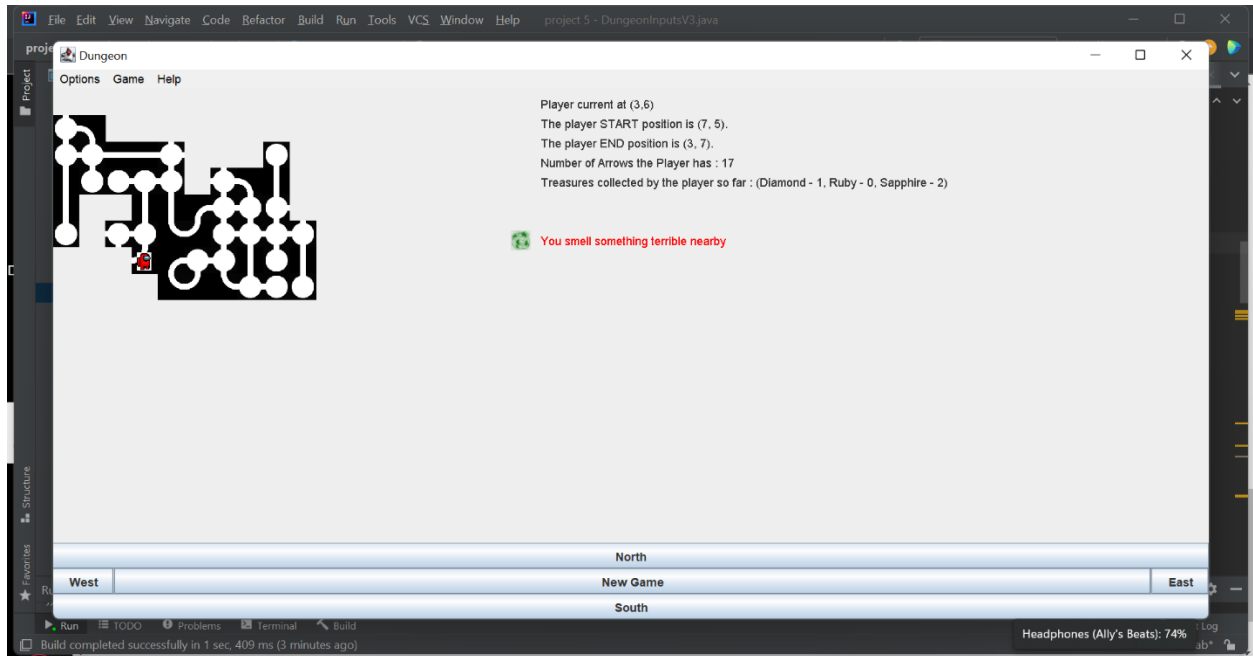 File Edit View Navigate Code Refactor Build Run Tools VCS Window Help project 5 - DungeonInputsV3.java
proje
Dungeon
Options Game Help
Project
Player current at (3,6)
The player START position is (7, 5).
The player END position is (3, 7).
Number of Arrows the Player has : 17
Treasures collected by the player so far : (Diamond - 1, Ruby - 0, Sapphire - 2)
You smell something terrible nearby
Structure
Favorites
North
West New Game East
South
Run TODO Problems Terminal Build Log
Build completed successfully in 1 sec, 409 ms (3 minutes ago)
Headphones (Ally's Beats): 74%